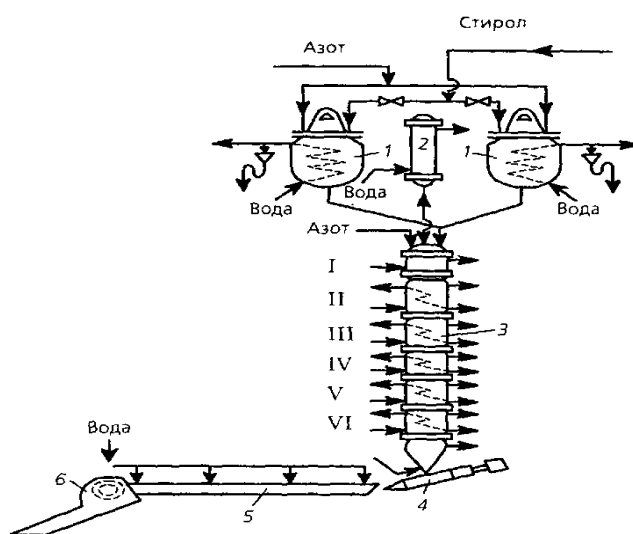 Стирол
Азот
1
2
1
Вода
Вода
Вода
Азот
I
II
III
3
IV
V
VI
Вода
6
5
4